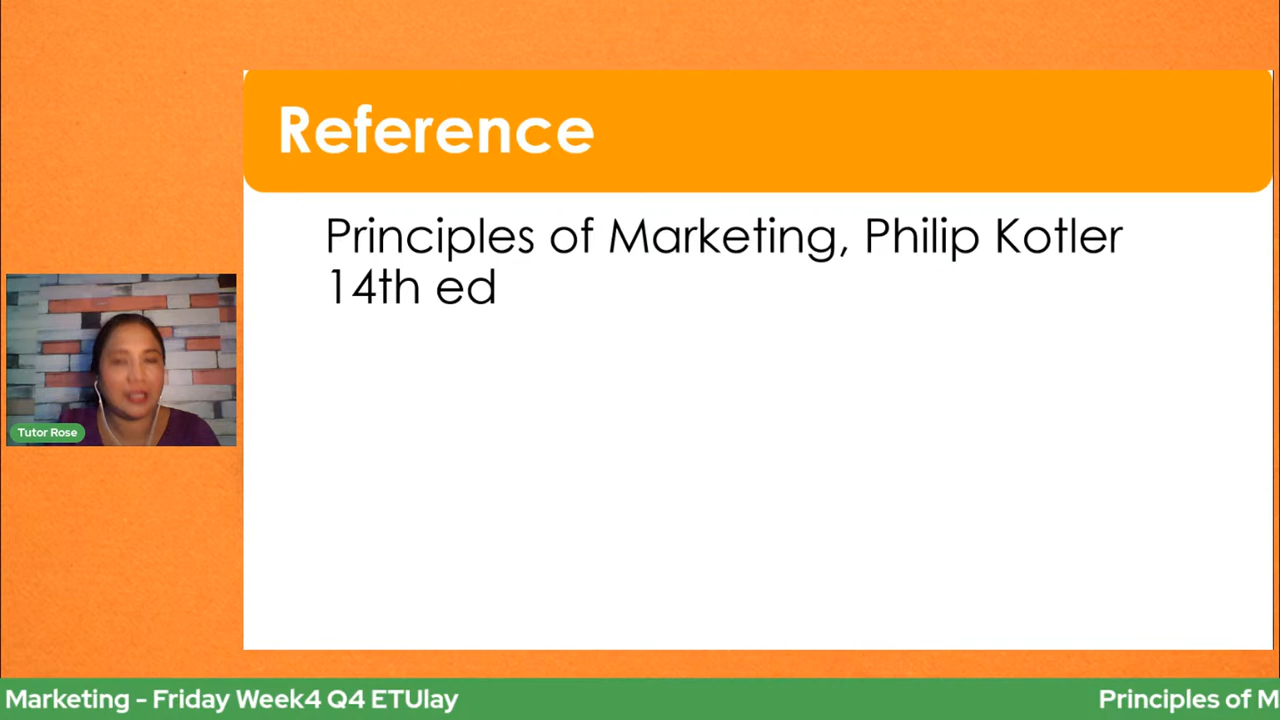 Reference
Principles of Marketing, Philip Kotler
14th ed
Tutor Rose
Marketing - Friday Week4 Q4 ETUlay
Principles of M